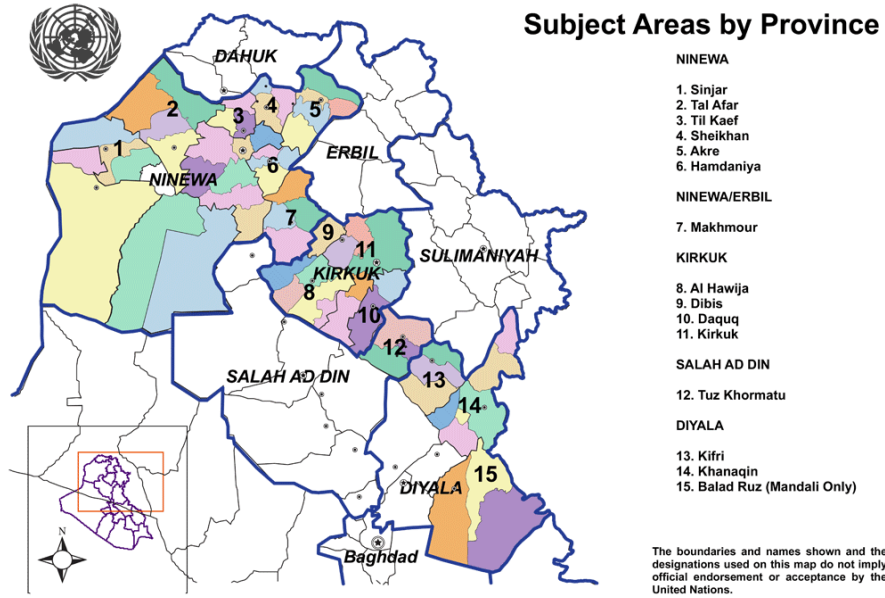 Subject Areas by Province
NINEWA
1. Sinjar
2. Tal Afar
3. Til Kaef
4. Sheikhan
5. Akre
6. Hamdaniya
NINEWA/ERBIL
7. Makhmour
KIRKUK
8. Al Hawija
9. Dibis
10. Daquq
11. Kirkuk
SALAH AD DIN
12. Tuz Khormatu
DIYALA
13. Kifri
14. Khanaqin
15. Balad Ruz (Mandali Only)
The boundaries and names shown and the
designations used on this map do not imply
official endorsement or acceptance by the
United Nations.
DAHUK
2
3
4
5
1
ERBIL
6
NINEWA
7
9
11
SULIMANIYAH
KIRKUK
8
10
12
SALAH AD DIN
13
14
15
DIYALA
Baghdad
N